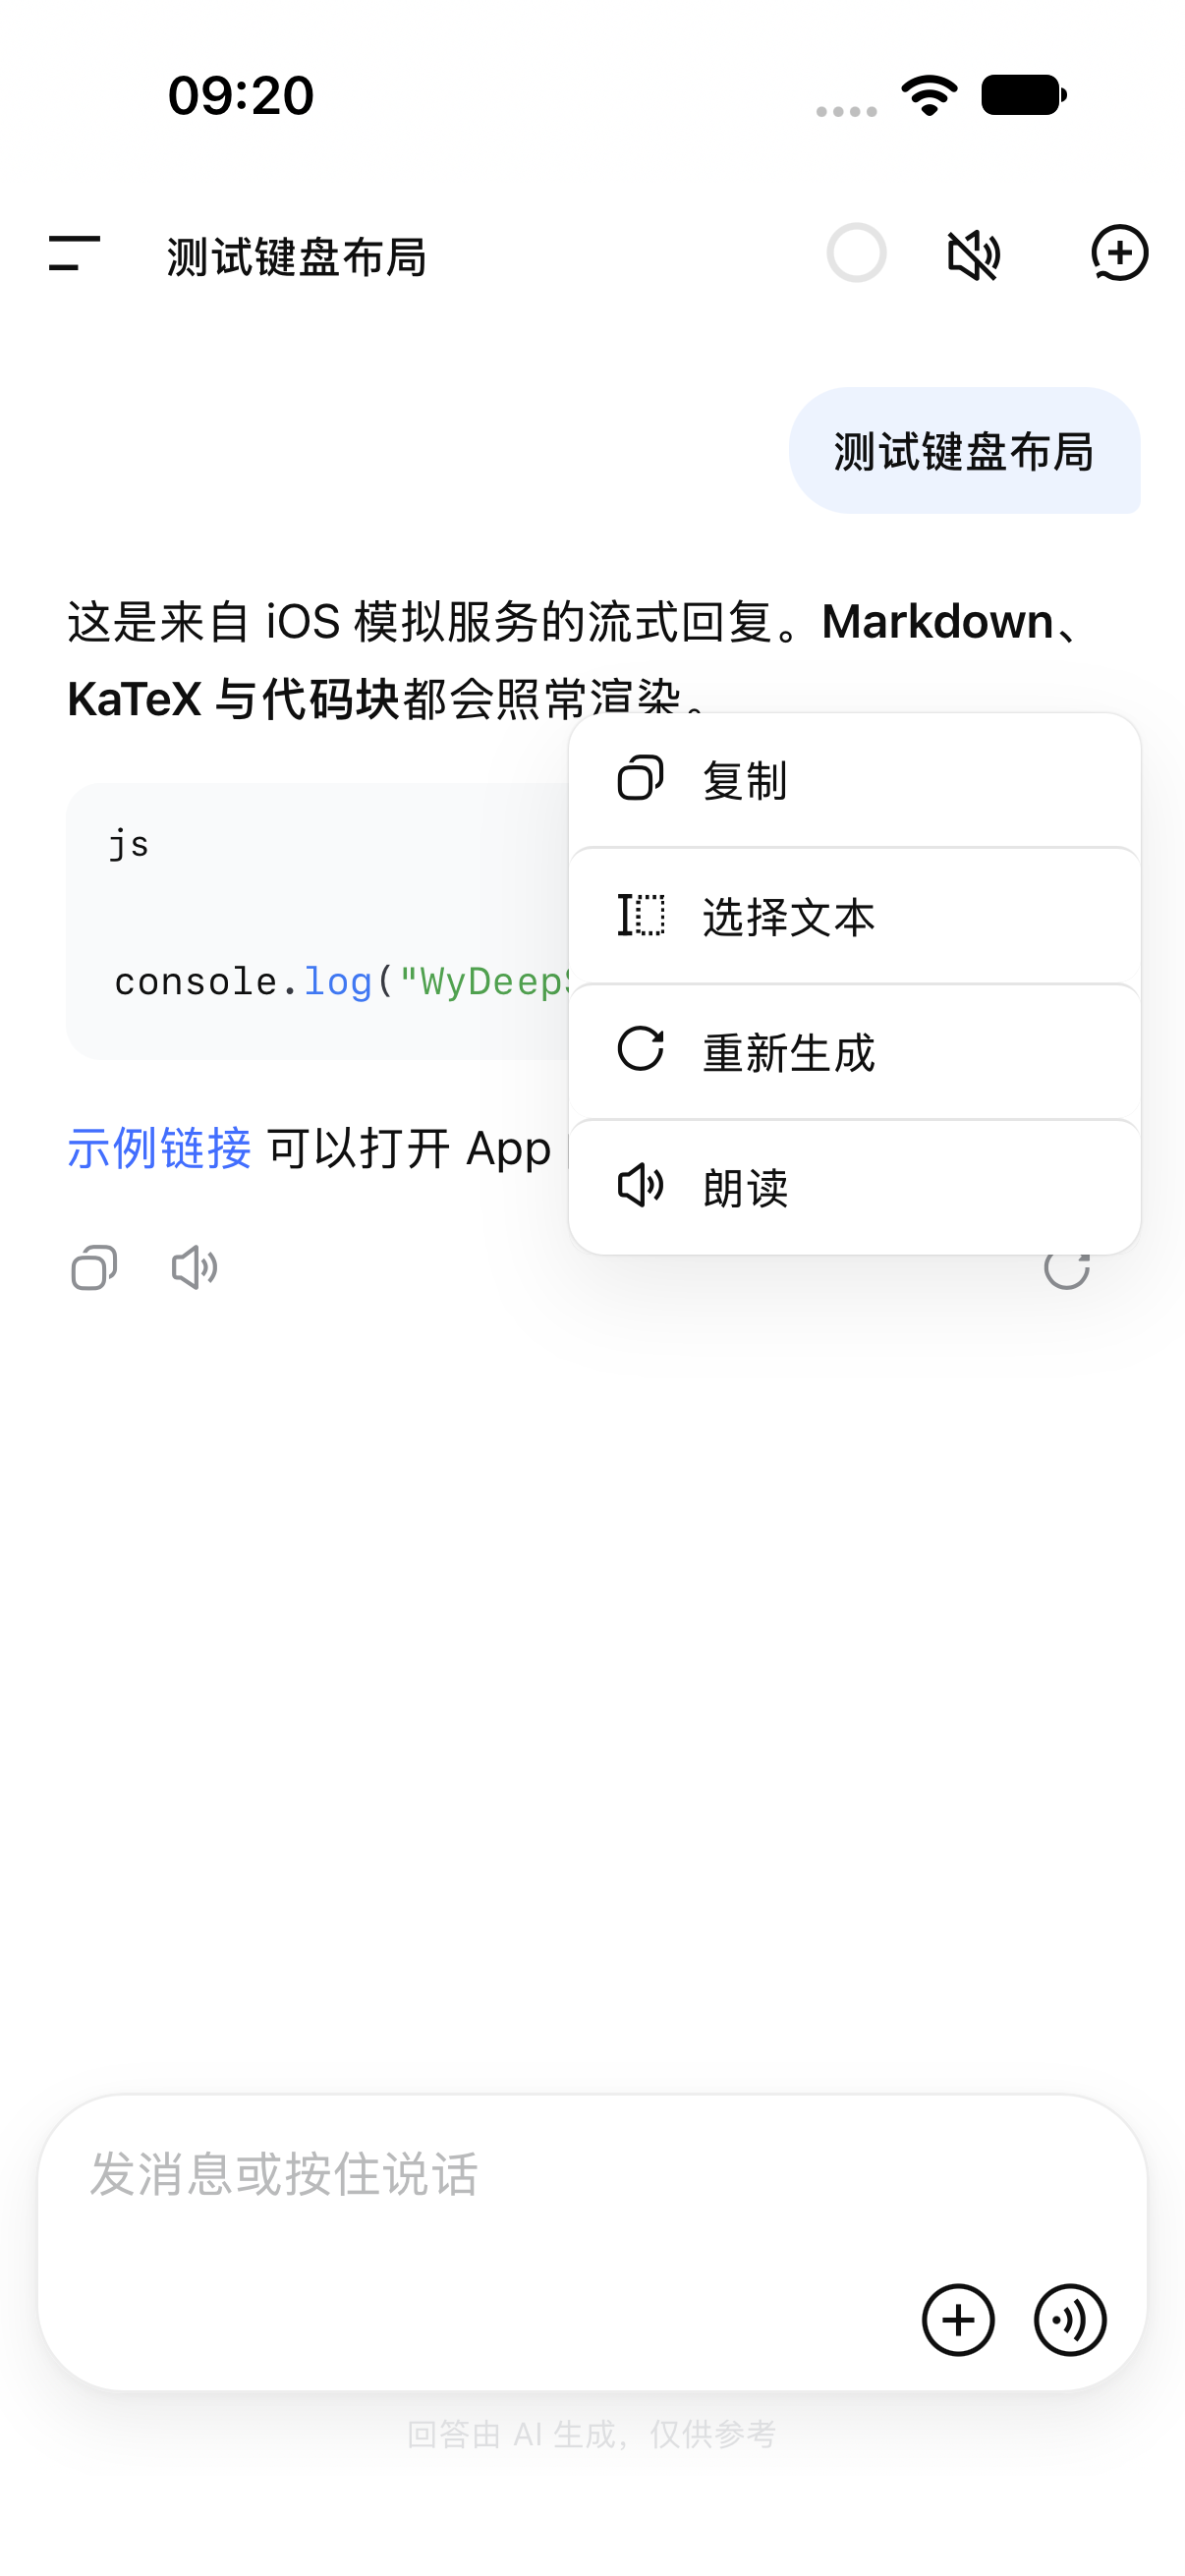 09:20
测试键盘布局
测试键盘布局
这是来自 iOS 模拟服务的流式回复。Markdown、
KaTeX 与代码块都会照常渲染。
复制
js
选择文本
console.log("WyDeep
重新生成
示例链接 可以打开 App
朗读
发消息或按住说话
回答由 AI 生成，仅供参考